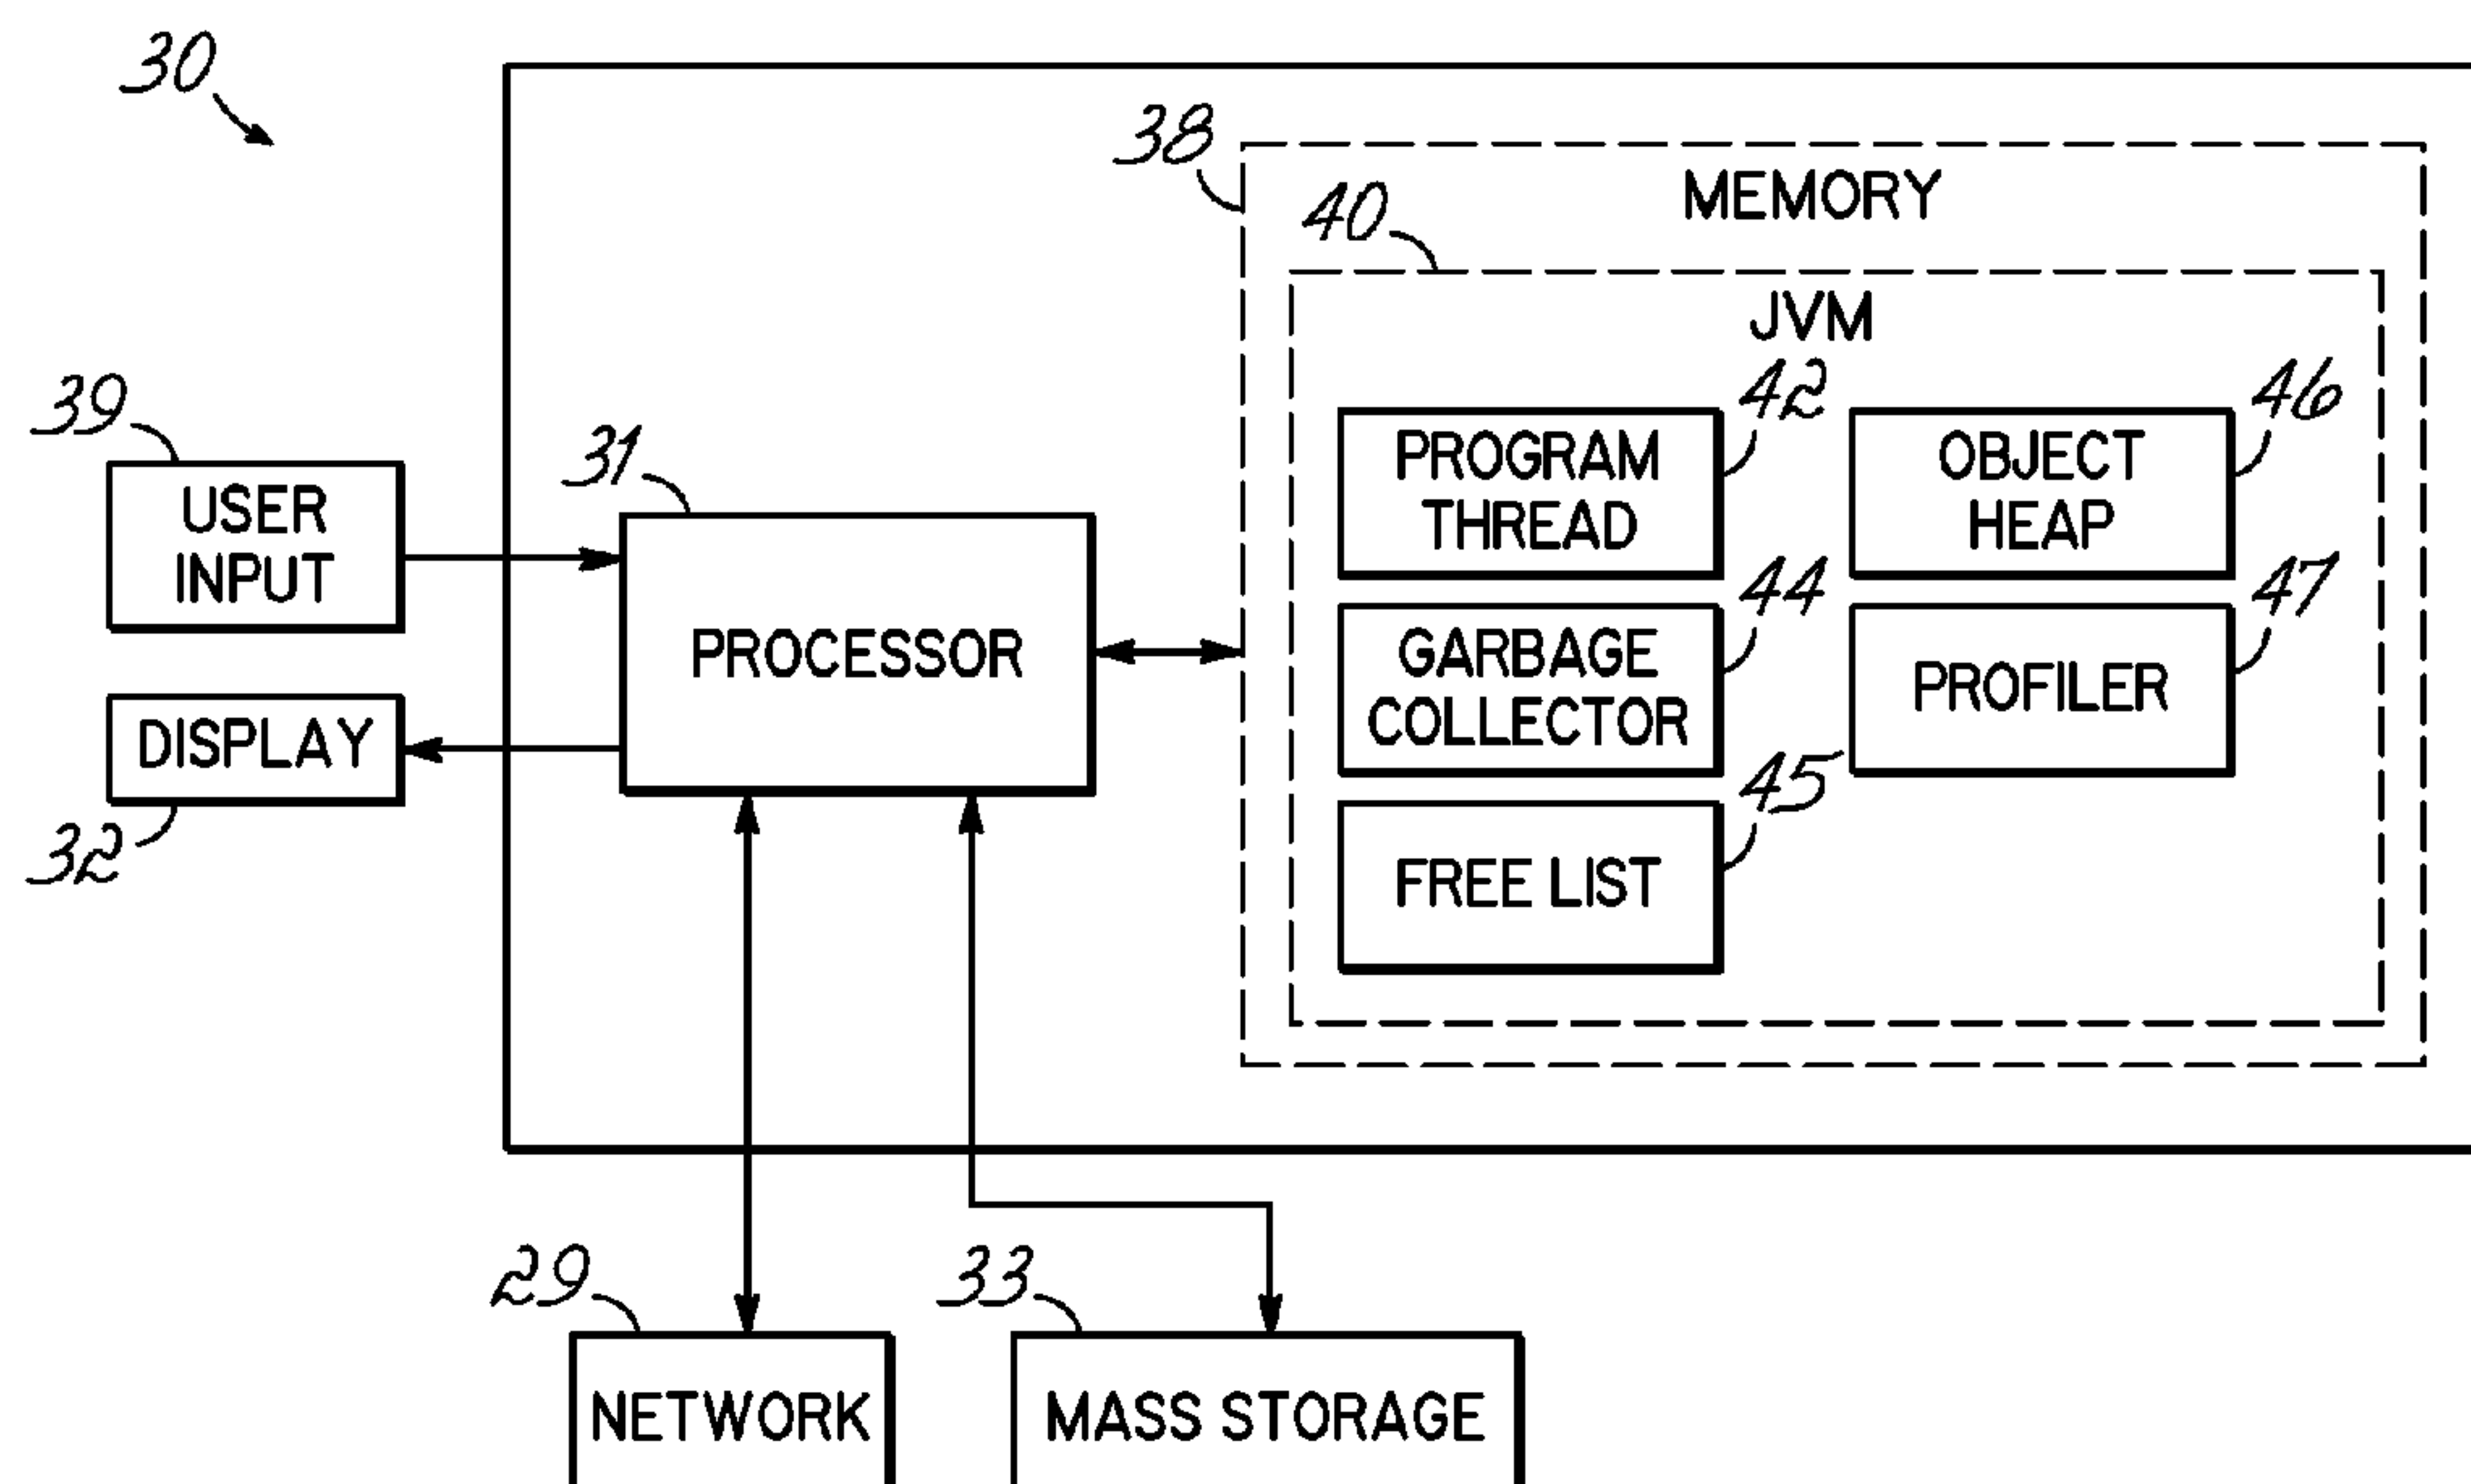 30
38
MEMORY
40
JVM
39
USER
INPUT
31
PROCESSOR
42
PROGRAM
THREAD
46
OBJECT
HEAP
44
GARBAGE
COLLECTOR
47
PROFILER
DISPLAY
32
45
FREE LIST
29
NETWORK
33
MASS STORAGE